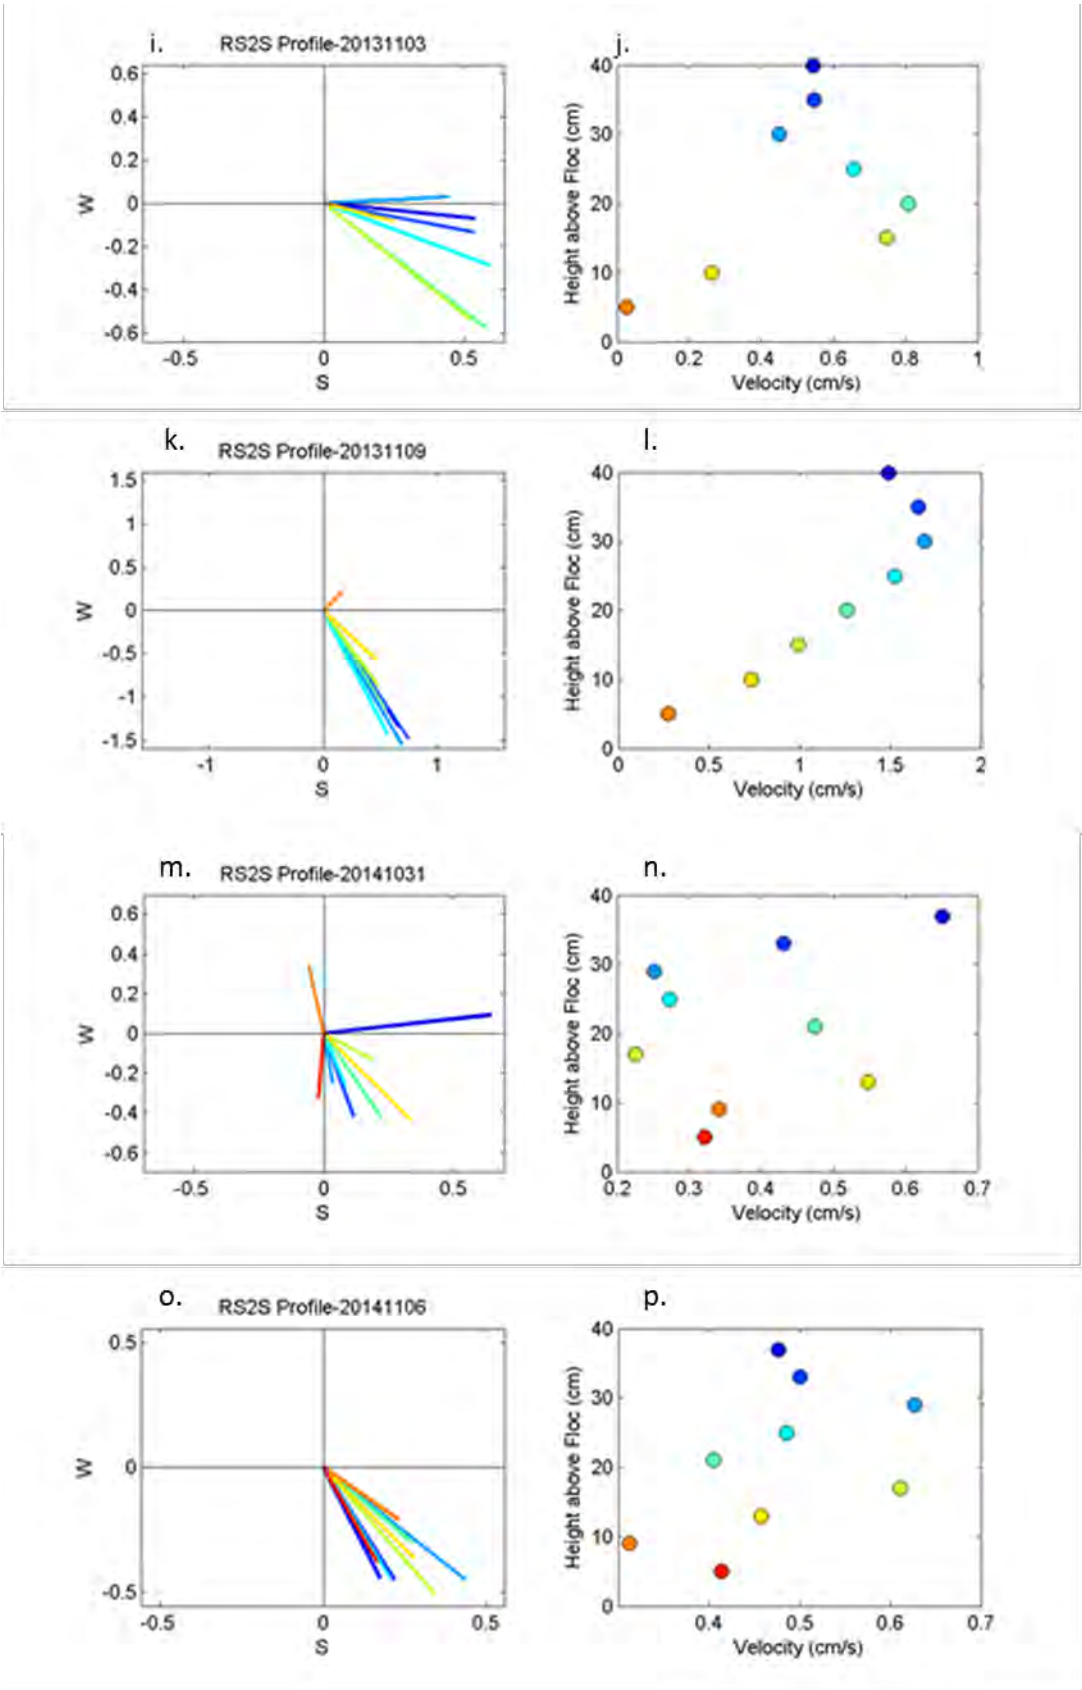 i. RS2S Profile-20131103
0.6
0.4
0.2
0
-0.2
-0.4
-0.6
W
-0.5 0 0.5
S
j.
40
30
20
10
0
Height above Floc (cm)
0 0.2 0.4 0.6 0.8 1
Velocity (cm/s)
k. RS2S Profile-20131109
1.5
1
0.5
0
-0.5
-1
-1.5
W
-1 0 1
S
l.
40
30
20
10
0
Height above Floc (cm)
0 0.5 1 1.5 2
Velocity (cm/s)
m. RS2S Profile-20141031
0.6
0.4
0.2
0
-0.2
-0.4
-0.6
W
-0.5 0 0.5
S
n.
40
30
20
10
0
Height above Floc (cm)
0.2 0.3 0.4 0.5 0.6 0.7
Velocity (cm/s)
o. RS2S Profile-20141106
0.5
0
-0.5
W
-0.5 0 0.5
S
p.
40
30
20
10
0
Height above Floc (cm)
0.4 0.5 0.6 0.7
Velocity (cm/s)